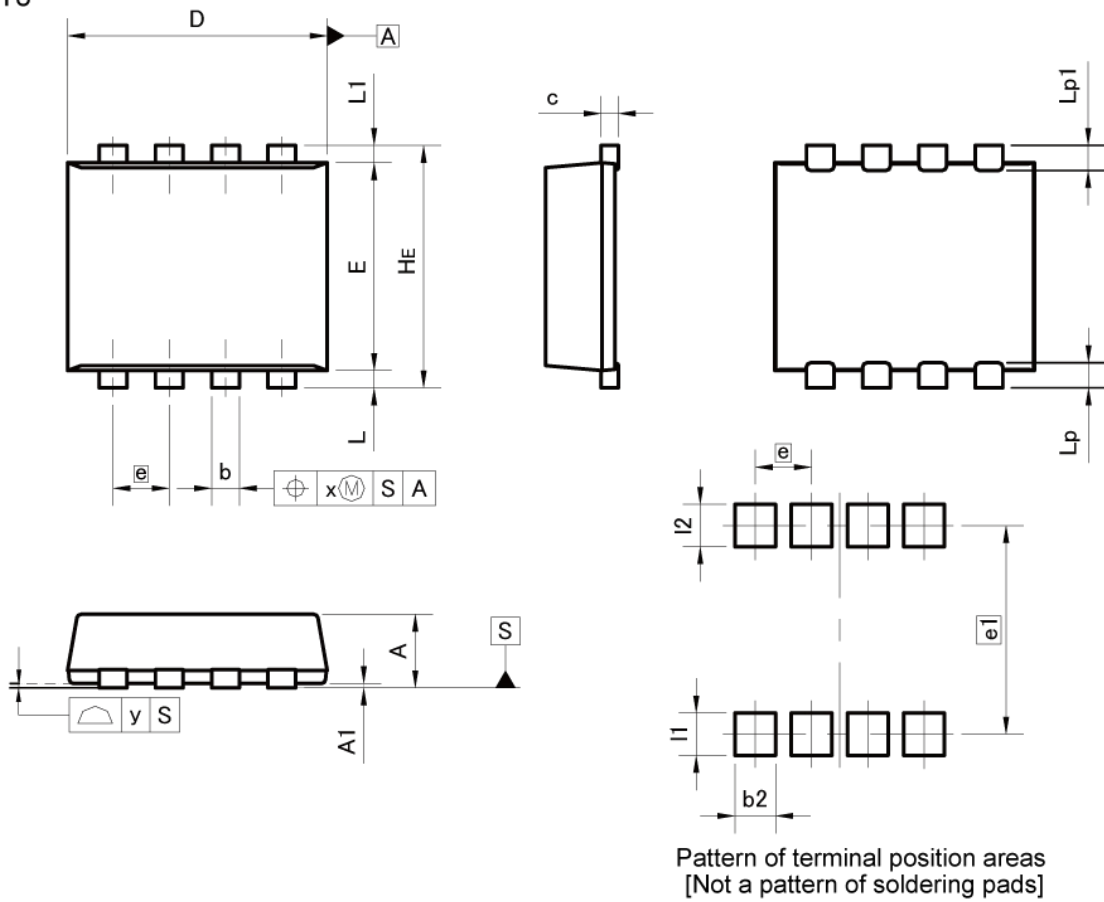 D
A
L1
c
Lp1
E
HE
L
Lp
e
b
x Ⓜ S A
e
l2
A
S
e1
y S
A1
l1
b2
Pattern of terminal position areas
[Not a pattern of soldering pads]